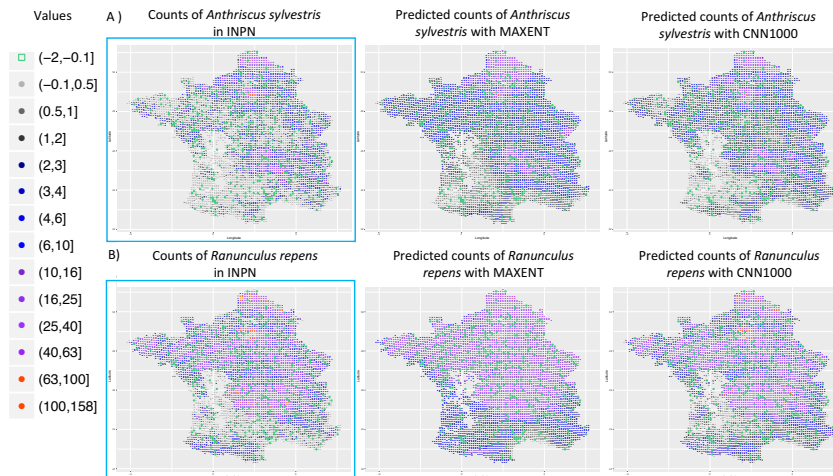 Values
(−2,−0.1]
(−0.1,0.5]
(0.5,1]
(1,2]
(2,3]
(3,4]
(4,6]
(6,10]
(10,16]
(16,25]
(25,40]
(40,63]
(63,100]
(100,158]
A )
Counts of Anthriscus sylvestris
in INPN
Predicted counts of Anthriscus
sylvestris with MAXENT
Predicted counts of Anthriscus
sylvestris with CNN1000
Longitude
Longitude
Longitude
B)
Counts of Ranunculus repens
in INPN
Predicted counts of Ranunculus
repens with MAXENT
Predicted counts of Ranunculus
repens with CNN1000